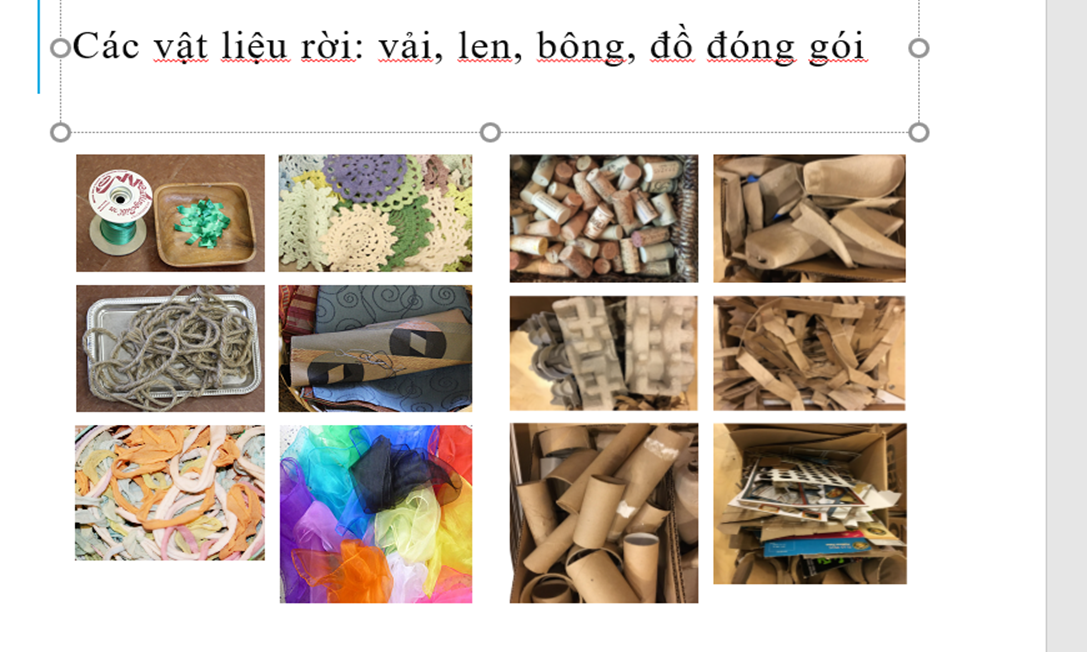 Các vật liệu rời: vải, len, bông, đồ đóng gói